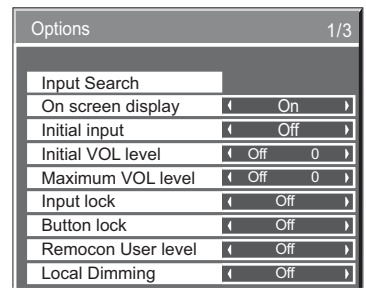 Options 1/3
Input Search
On screen display On
Initial input Off
Initial VOL level Off 0
Maximum VOL level Off 0
Input lock Off
Button lock Off
Remocon User level Off
Local Dimming Off